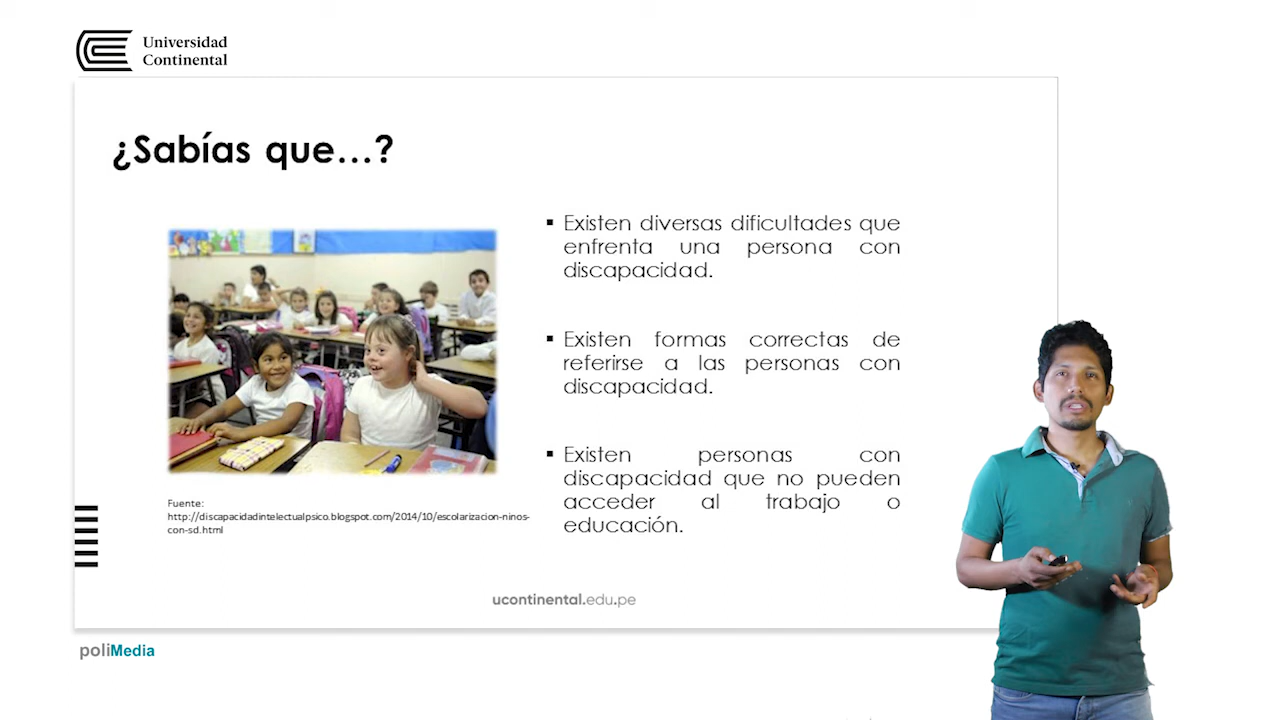 Universidad
Continental
¿Sabías que...?
▪ Existen diversas dificultades que
enfrenta una persona con
discapacidad.
▪ Existen formas correctas de
referirse a las personas con
discapacidad.
▪ Existen personas con
discapacidad que no pueden
acceder al trabajo o
educación.
Fuente:
http://discapacidadintelectualpsico.blogspot.com/2014/10/escolarizacion-ninos-
con-sd.html
ucontinental.edu.pe
poliMedia